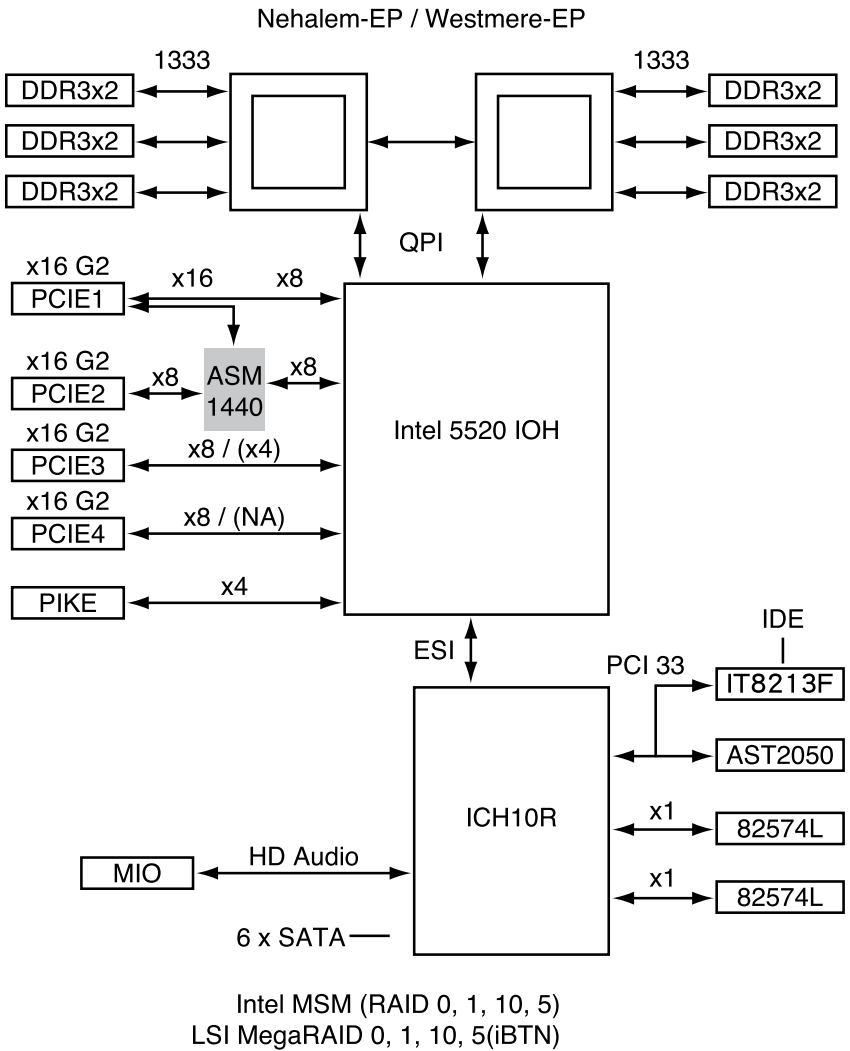 Nehalem-EP / Westmere-EP
1333
1333
DDR3x2
DDR3x2
DDR3x2
DDR3x2
DDR3x2
DDR3x2
QPI
x16 G2
x16
x8
PCIE1
x16 G2
PCIE2
x8
ASM
1440
x8
Intel 5520 IOH
x16 G2
PCIE3
x8 / (x4)
x16 G2
PCIE4
x8 / (NA)
PIKE
x4
ESI
IDE
PCI 33
IT8213F
AST2050
ICH10R
x1
82574L
MIO
HD Audio
x1
82574L
6 x SATA
Intel MSM (RAID 0, 1, 10, 5)
LSI MegaRAID 0, 1, 10, 5(iBTN)